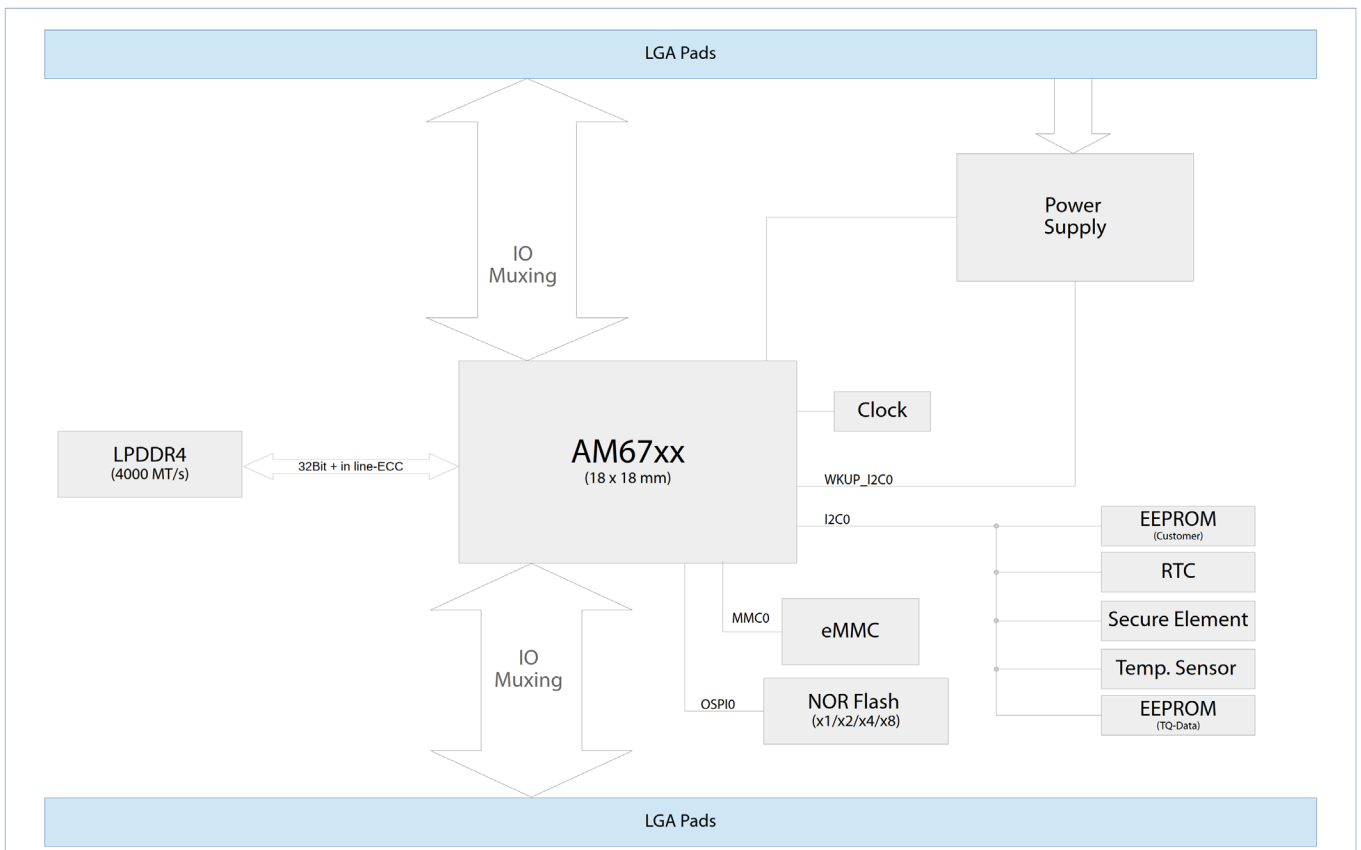 LGA Pads
Power
Supply
IO
Muxing
Clock
AM67xx
(18 x 18 mm)
LPDDR4
(4000 MT/s)
32Bit + in line-ECC
WKUP_I2C0
I2C0
EEPROM
(Customer)
RTC
Secure Element
Temp. Sensor
EEPROM
(TQ-Data)
MMC0
eMMC
IO
Muxing
OSPI0
NOR Flash
(x1/x2/x4/x8)
LGA Pads